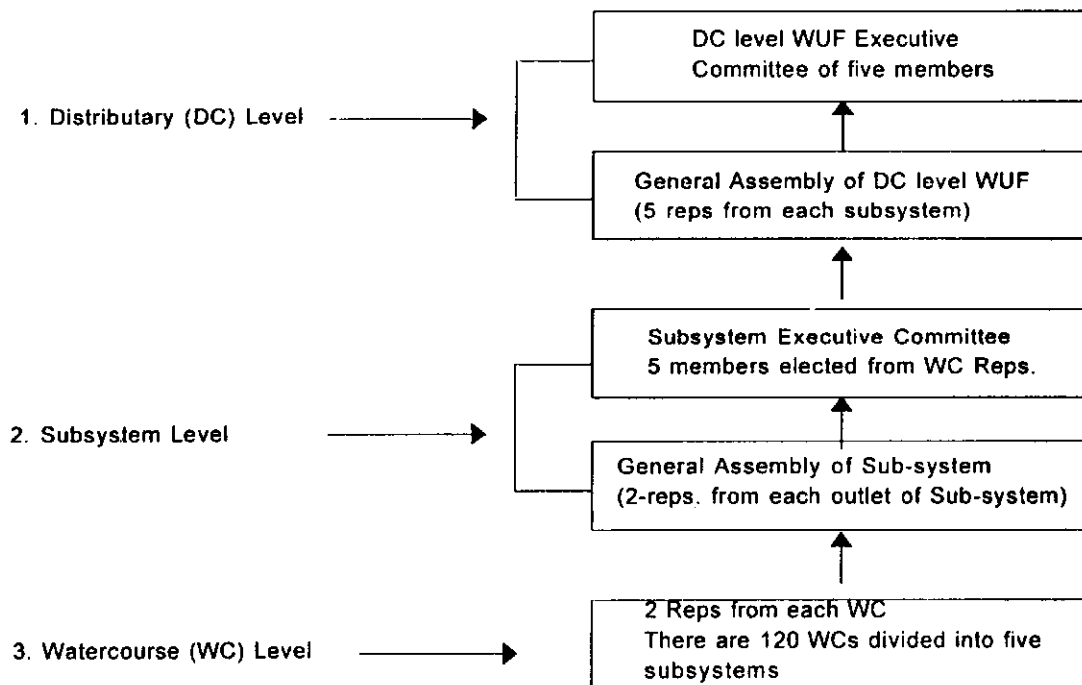 DC level WUF Executive
Committee of five members
1. Distributary (DC) Level
General Assembly of DC level WUF
(5 reps from each subsystem)
Subsystem Executive Committee
5 members elected from WC Reps.
2. Subsystem Level
General Assembly of Sub-system
(2-reps. from each outlet of Sub-system)
2 Reps from each WC
There are 120 WCs divided into five
subsystems
3. Watercourse (WC) Level